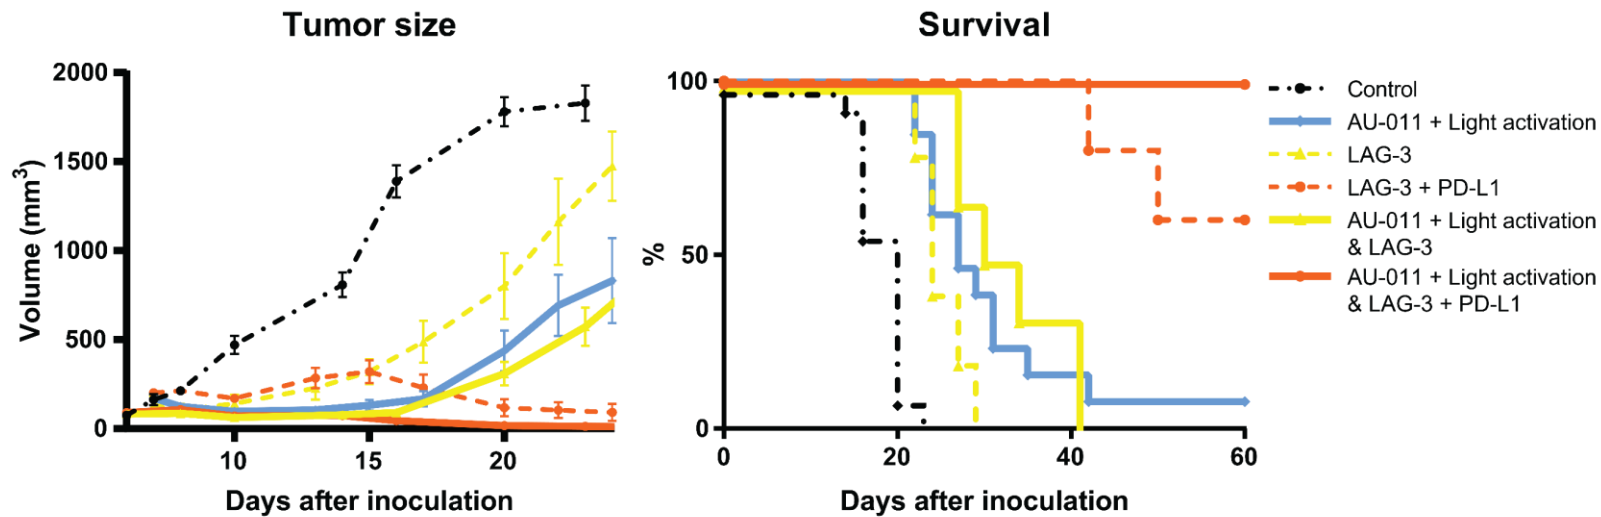 Tumor size
Volume (mm³)
2000
1500
1000
500
0
10 15 20
Days after inoculation
Survival
%
100
50
0
0 20 40 60
Days after inoculation
Control
AU-011 + Light activation
LAG-3
LAG-3 + PD-L1
AU-011 + Light activation
& LAG-3
AU-011 + Light activation
& LAG-3 + PD-L1